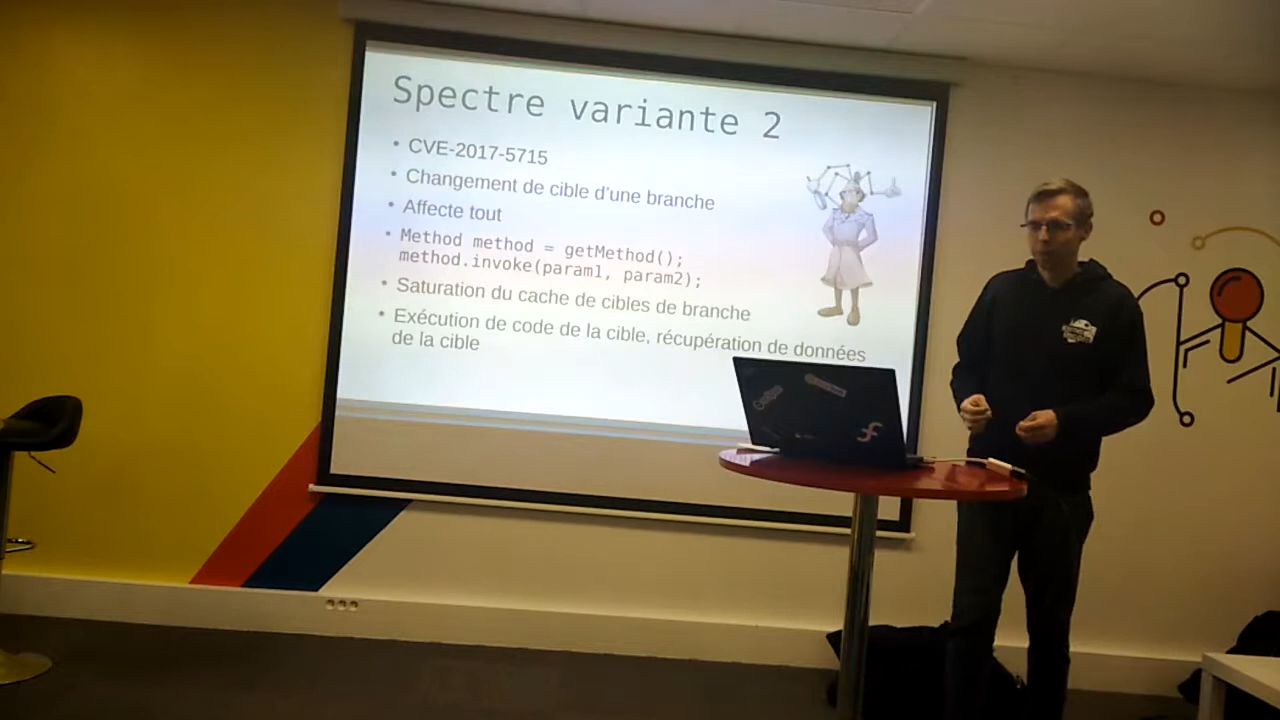 Spectre variante 2
• CVE-2017-5715
• Changement de cible d'une branche
• Affecte tout
• Method method = getMethod();
method.invoke(param1, param2);
• Saturation du cache de cibles de branche
• Exécution de code de la cible, récupération de données
de la cible